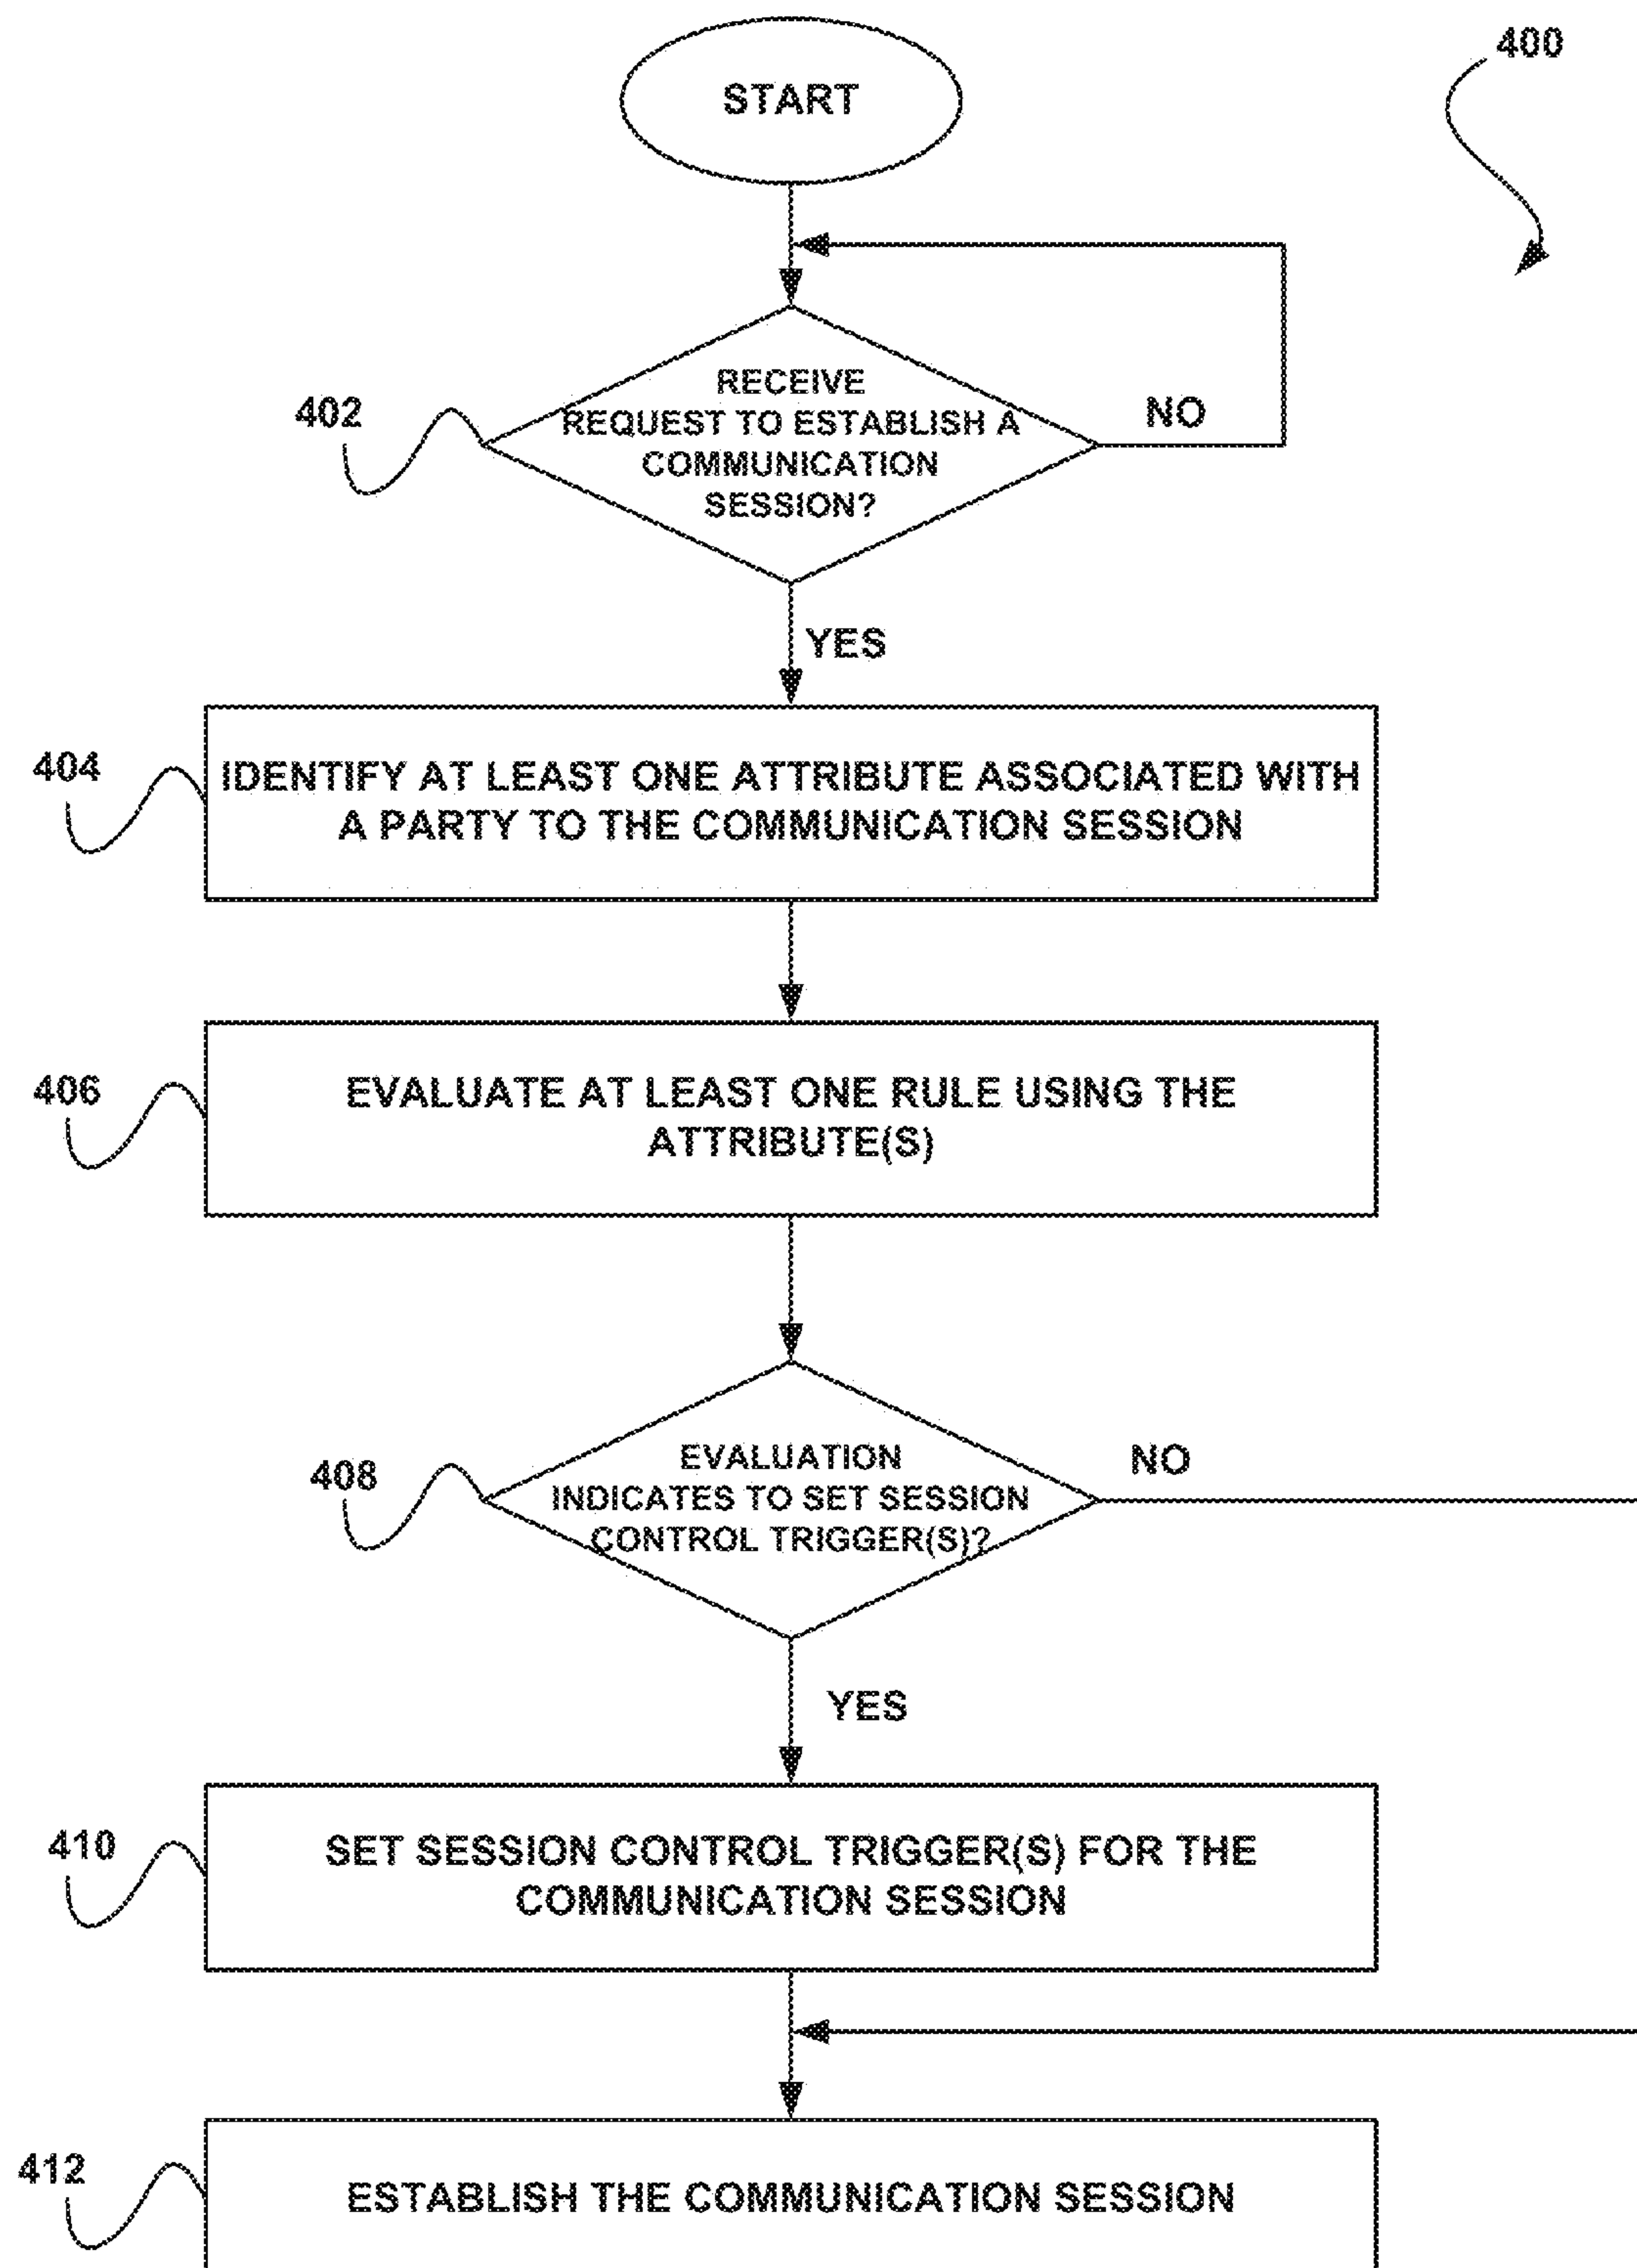 400
START
402
RECEIVE
REQUEST TO ESTABLISH A
COMMUNICATION
SESSION?
NO
YES
404
IDENTIFY AT LEAST ONE ATTRIBUTE ASSOCIATED WITH
A PARTY TO THE COMMUNICATION SESSION
406
EVALUATE AT LEAST ONE RULE USING THE
ATTRIBUTE(S)
408
EVALUATION
INDICATES TO SET SESSION
CONTROL TRIGGER(S)?
NO
YES
410
SET SESSION CONTROL TRIGGER(S) FOR THE
COMMUNICATION SESSION
412
ESTABLISH THE COMMUNICATION SESSION